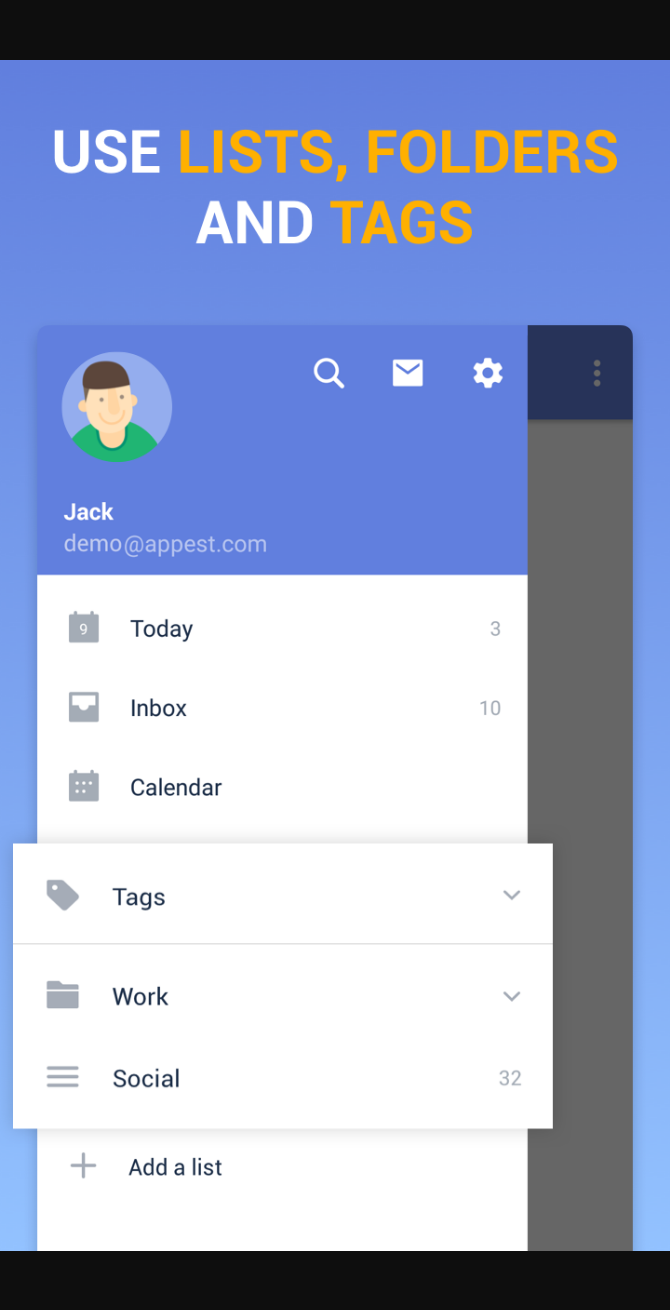 USE LISTS, FOLDERS
AND TAGS
Jack
demo@appest.com
9
Today 3
Inbox 10
Calendar
Tags
Work
Social 32
Add a list